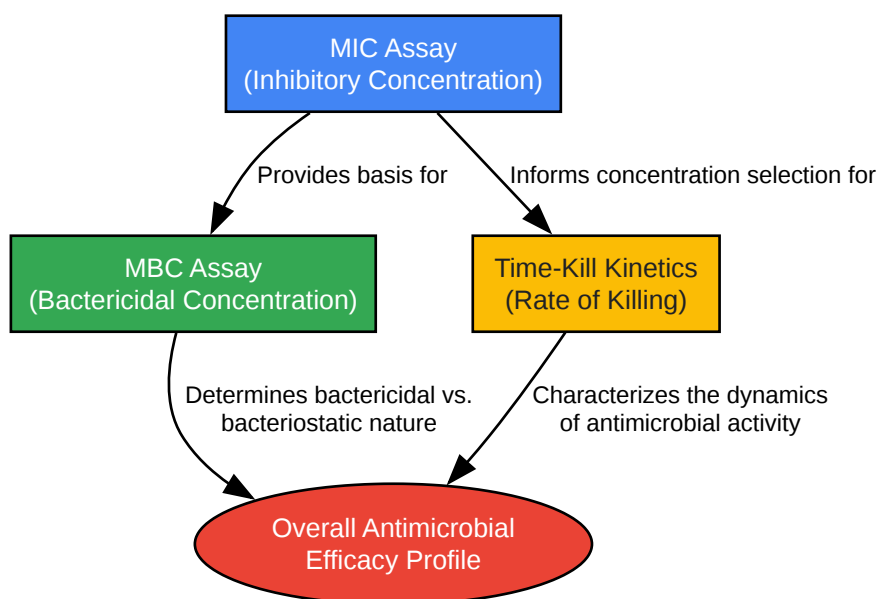 MIC Assay
(Inhibitory Concentration)
Provides basis for
Informs concentration selection for
MBC Assay
(Bactericidal Concentration)
Time-Kill Kinetics
(Rate of Killing)
Determines bactericidal vs.
bacteriostatic nature
Characterizes the dynamics
of antimicrobial activity
Overall Antimicrobial
Efficacy Profile